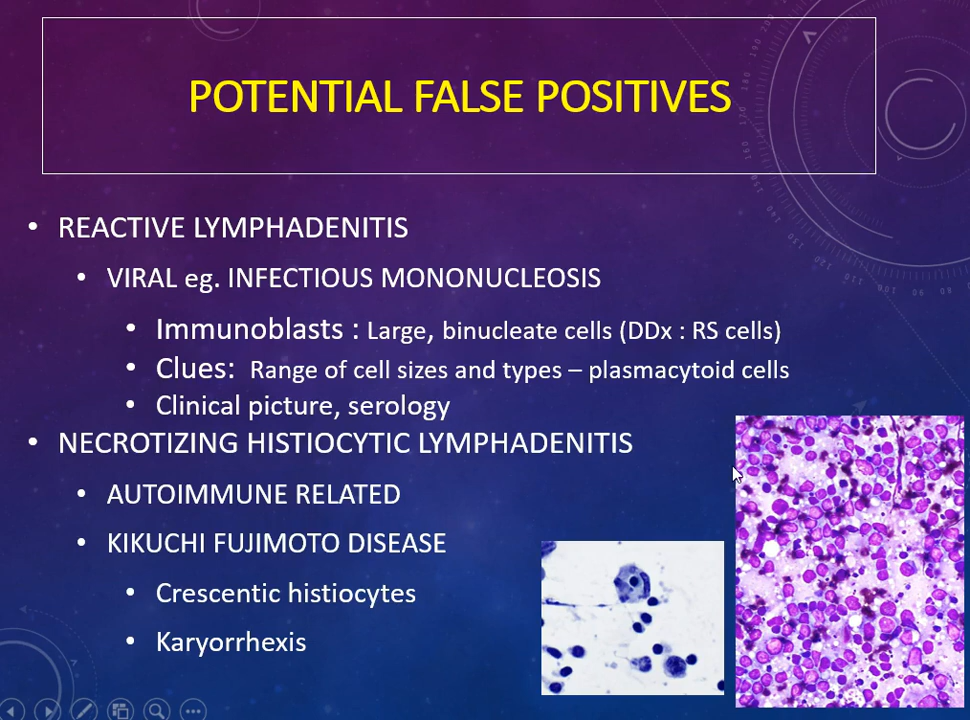 POTENTIAL FALSE POSITIVES
• REACTIVE LYMPHADENITIS
• VIRAL eg. INFECTIOUS MONONUCLEOSIS
• Immunoblasts : Large, binucleate cells (DDx : RS cells)
• Clues: Range of cell sizes and types – plasmacytoid cells
• Clinical picture, serology
• NECROTIZING HISTIOCYTIC LYMPHADENITIS
• AUTOIMMUNE RELATED
• KIKUCHI FUJIMOTO DISEASE
• Crescentic histiocytes
• Karyorrhexis